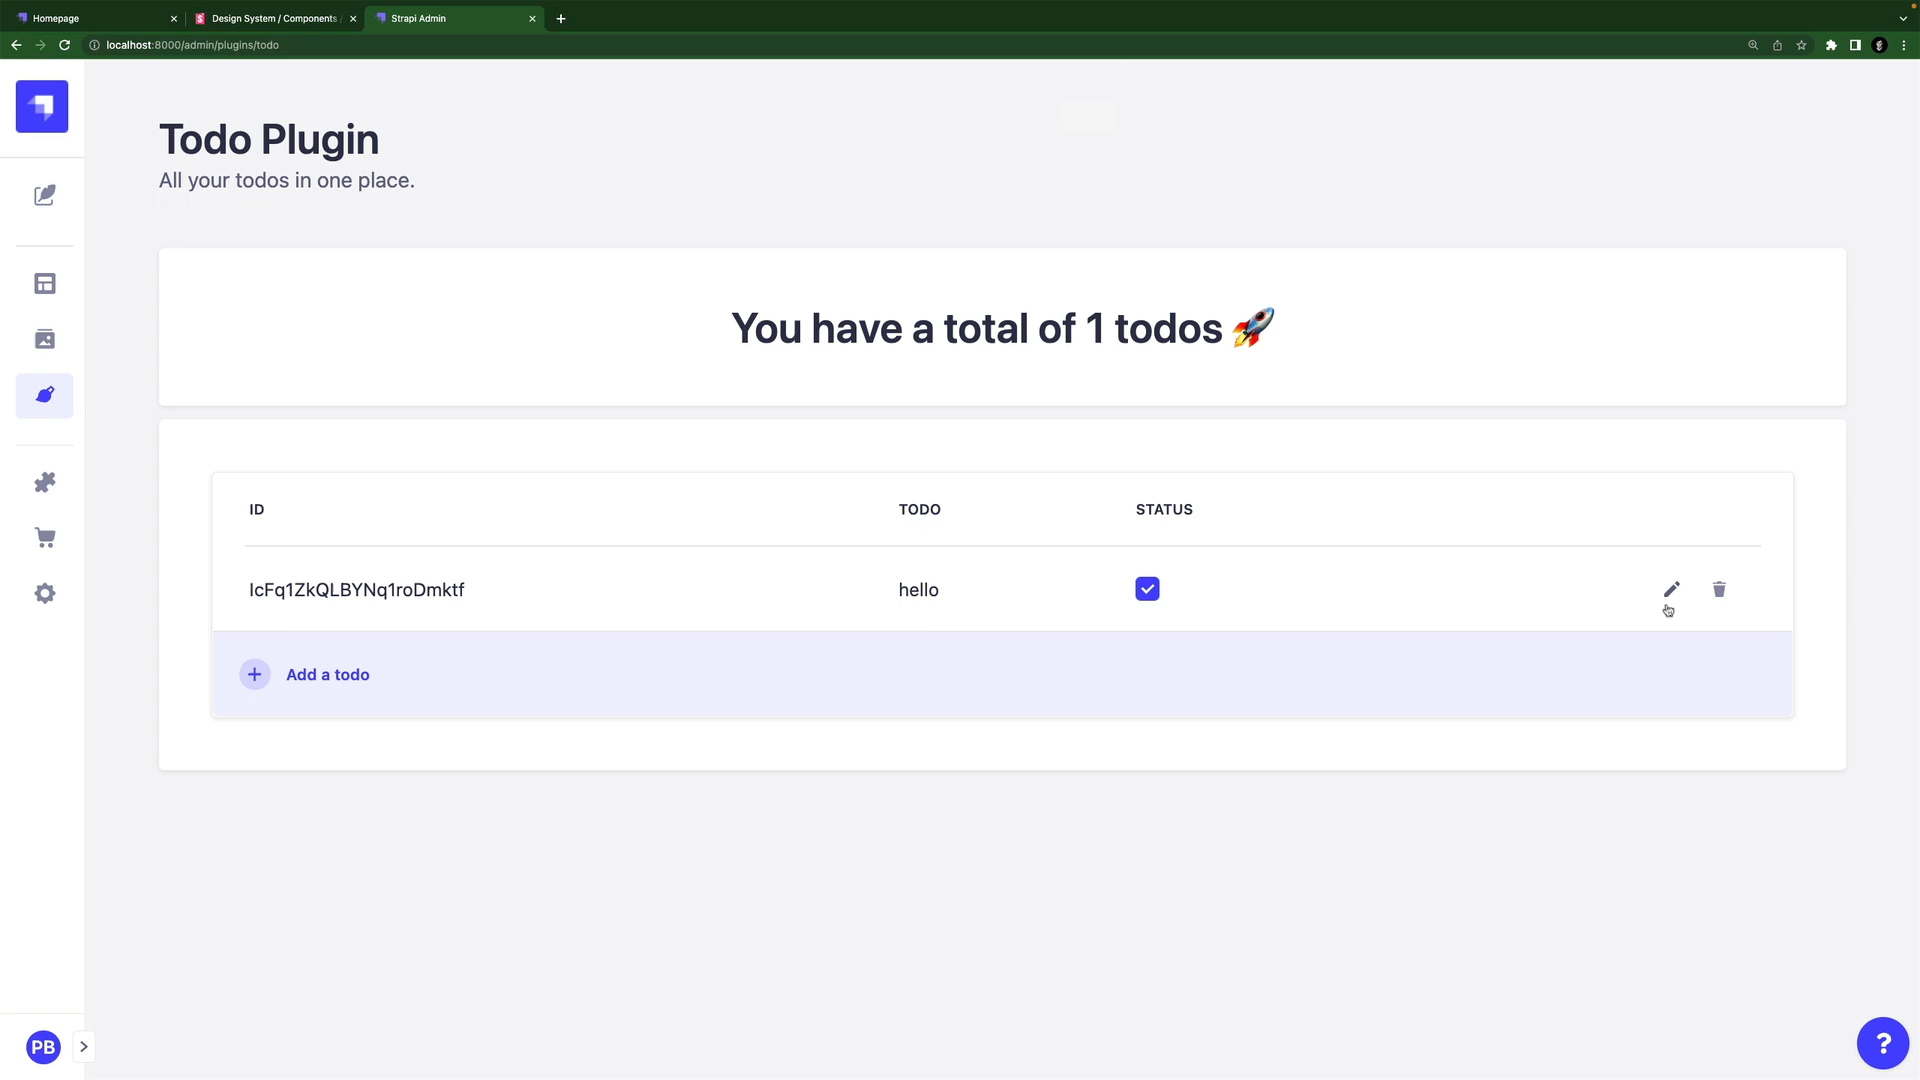 Homepage
Design System / Components
Strapi Admin
localhost:8000/admin/plugins/todo
Todo Plugin
All your todos in one place.
You have a total of 1 todos 🚀
ID TODO STATUS
IcFq1ZkQLBYNq1roDmktf hello
Add a todo
PB
?